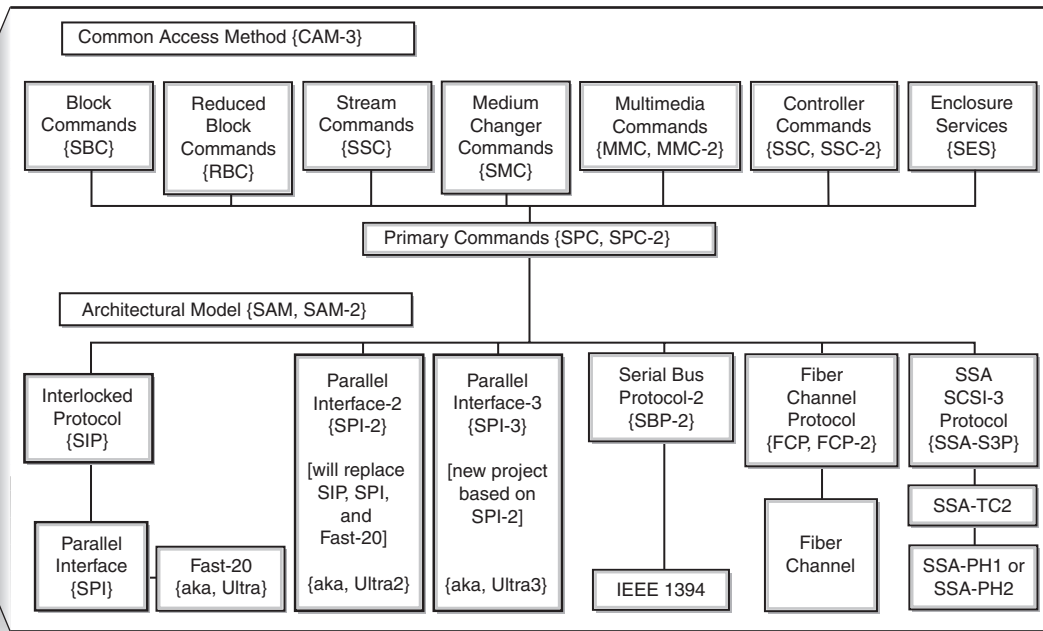 Common Access Method {CAM-3}
Block
Commands
{SBC}
Reduced
Block
Commands
{RBC}
Stream
Commands
{SSC}
Medium
Changer
Commands
{SMC}
Multimedia
Commands
{MMC, MMC-2}
Controller
Commands
{SSC, SSC-2}
Enclosure
Services
{SES}
Primary Commands {SPC, SPC-2}
Architectural Model {SAM, SAM-2}
Interlocked
Protocol
{SIP}
Parallel
Interface
{SPI}
Fast-20
{aka, Ultra}
Parallel
Interface-2
{SPI-2}
[will replace
SIP, SPI,
and
Fast-20]
{aka, Ultra2}
Parallel
Interface-3
{SPI-3}
[new project
based on
SPI-2]
{aka, Ultra3}
Serial Bus
Protocol-2
{SBP-2}
IEEE 1394
Fiber
Channel
Protocol
{FCP, FCP-2}
Fiber
Channel
SSA
SCSI-3
Protocol
{SSA-S3P}
SSA-TC2
SSA-PH1 or
SSA-PH2